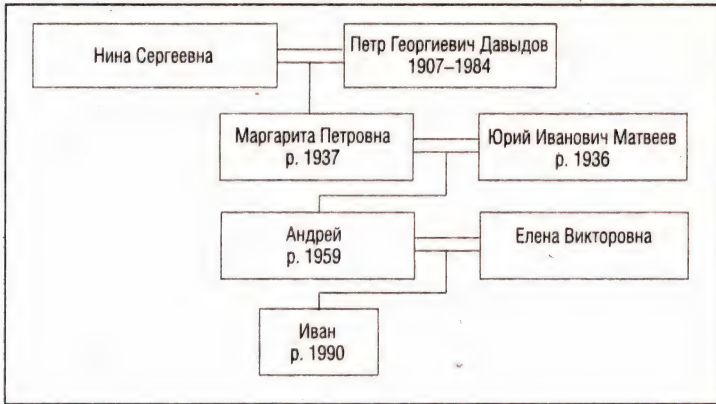 Нина Сергеевна
Петр Георгиевич Давыдов
1907–1984
Маргарита Петровна
р. 1937
Юрий Иванович Матвеев
р. 1936
Андрей
р. 1959
Елена Викторовна
Иван
р. 1990